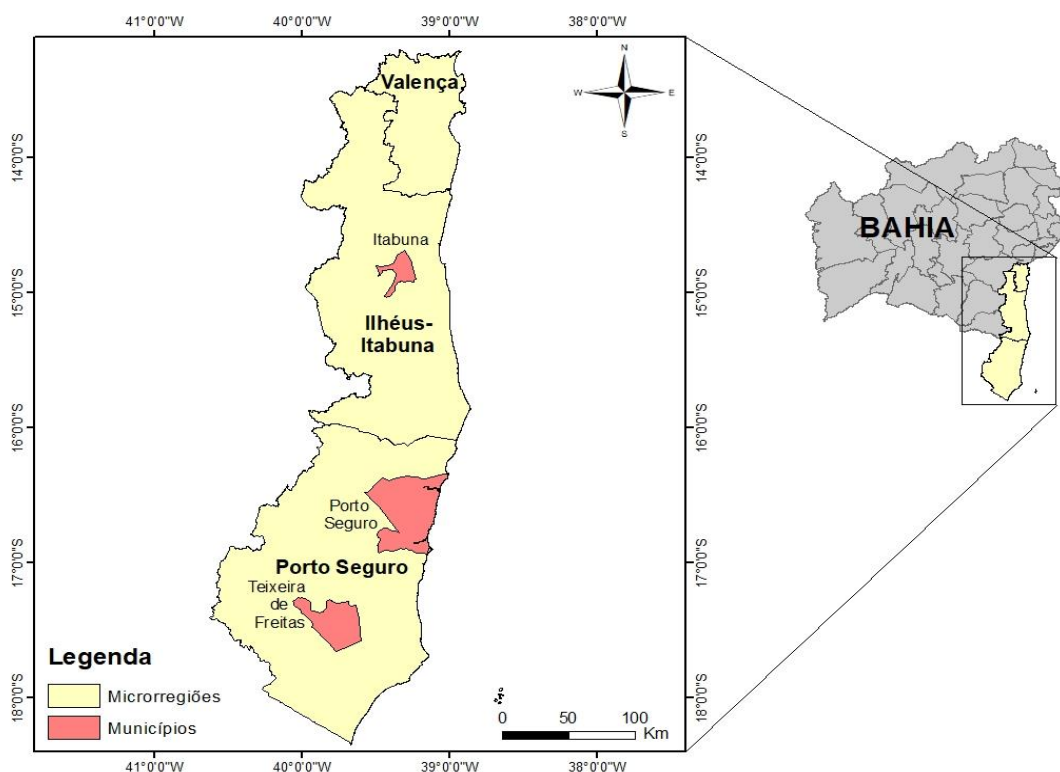 41°0'0"W 40°0'0"W 39°0'0"W 38°0'0"W
14°0'0"S
15°0'0"S
16°0'0"S
17°0'0"S
18°0'0"S
N
W E
S
Valença
Itabuna
Ilhéus-
Itabuna
Porto
Seguro
Porto Seguro
Teixeira
de
Freitas
Legenda
Microrregiões
Municípios
0 50 100
Km
BAHIA
14°0'0"S
15°0'0"S
16°0'0"S
17°0'0"S
18°0'0"S
41°0'0"W 40°0'0"W 39°0'0"W 38°0'0"W